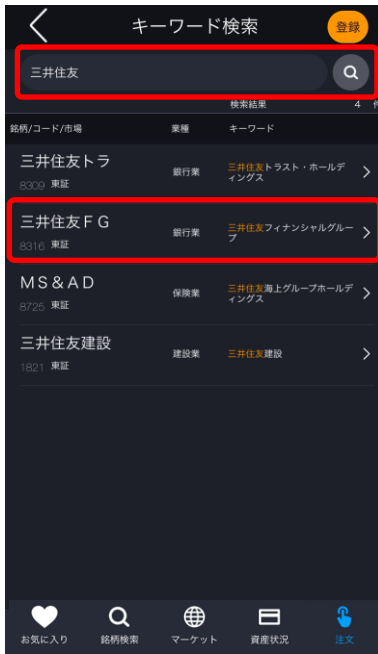 キーワード検索
登録
三井住友
検索結果 4 件
銘柄/コード/市場 業種 キーワード
三井住友トラ
8309 東証
銀行業
三井住友トラスト・ホールデ
ィングス
三井住友ＦＧ
8316 東証
銀行業
三井住友フィナンシャルグルー
プ
ＭＳ＆ＡＤ
8725 東証
保険業
三井住友海上グループホールデ
ィングス
三井住友建設
1821 東証
建設業
三井住友建設
お気に入り 銘柄検索 マーケット 資産状況 注文